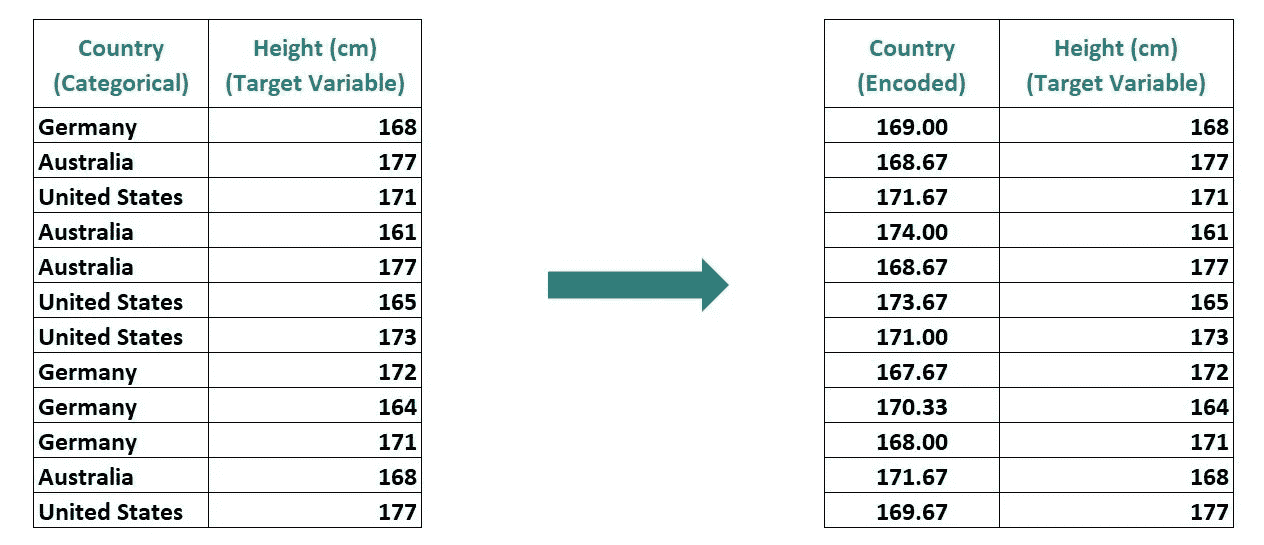 Country Height (cm)
(Categorical) (Target Variable)
Germany 168
Australia 177
United States 171
Australia 161
Australia 177
United States 165
United States 173
Germany 172
Germany 164
Germany 171
Australia 168
United States 177
Country Height (cm)
(Encoded) (Target Variable)
169.00 168
168.67 177
171.67 171
174.00 161
168.67 177
173.67 165
171.00 173
167.67 172
170.33 164
168.00 171
171.67 168
169.67 177